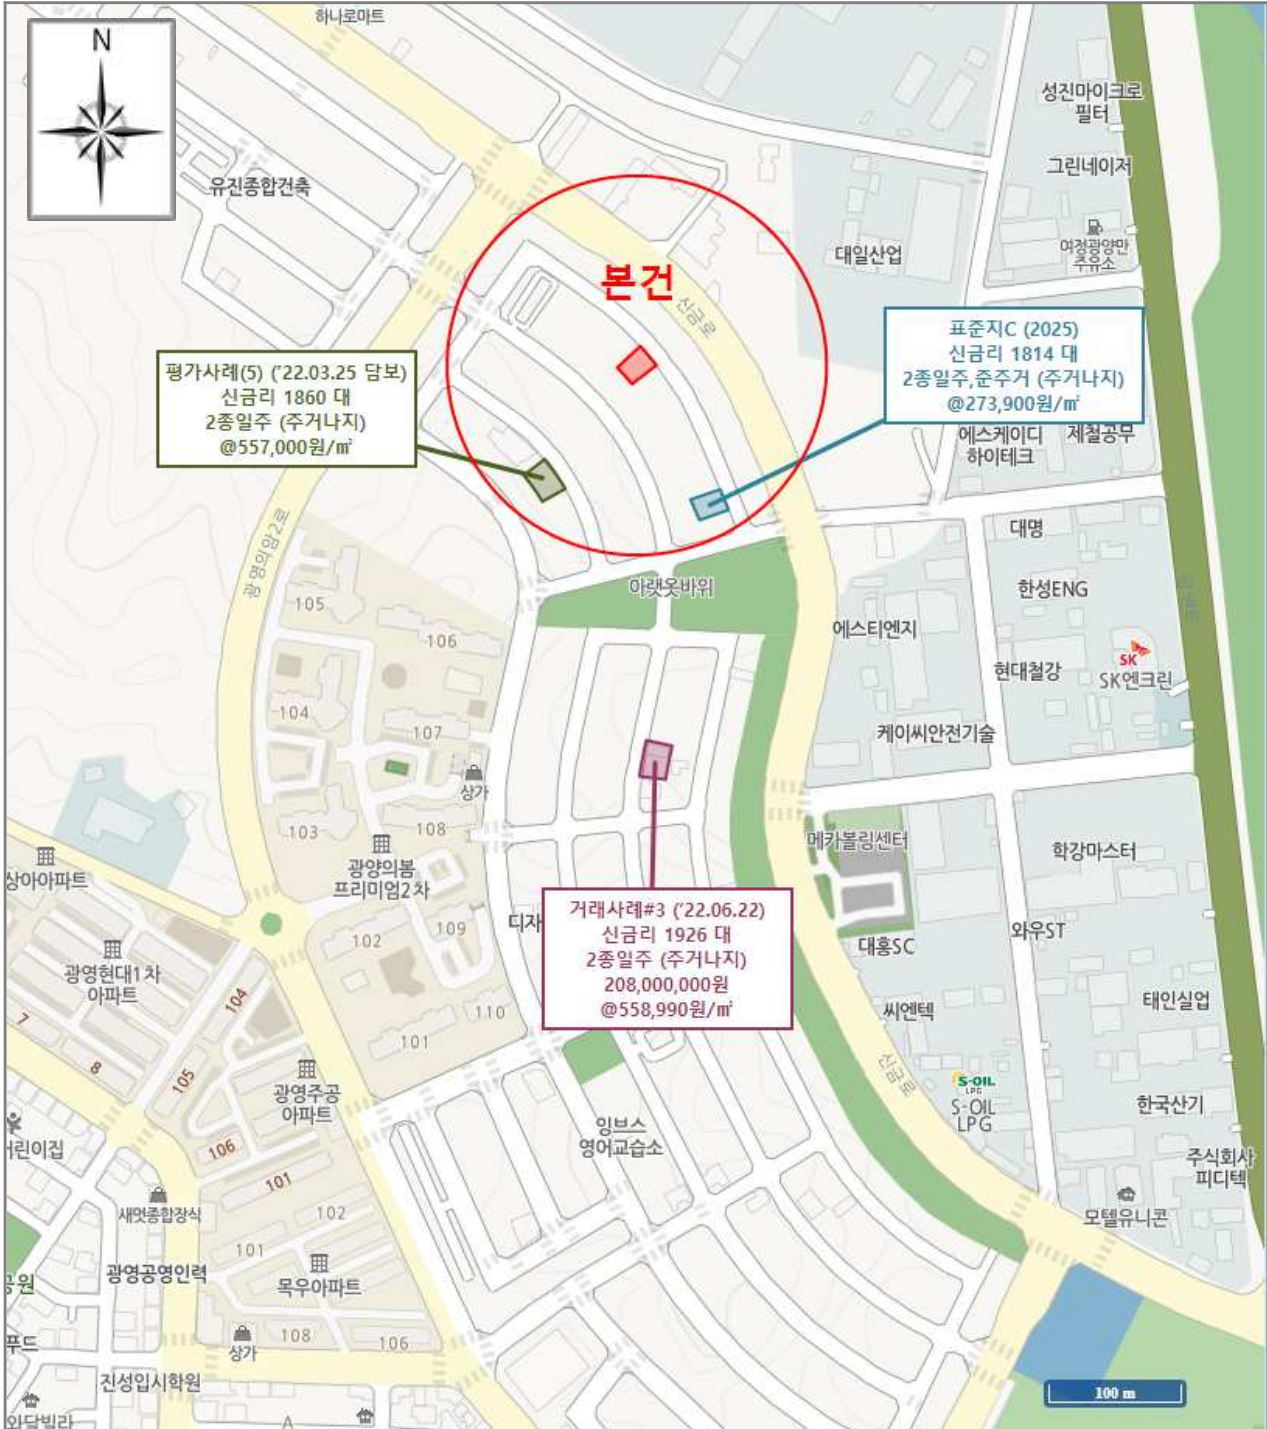 하나로마트
N
성진마이크로
필터
그린네이저
유진종합건축
여정광양만
주유소
대일산업
본건
신금로
표준지C (2025)
신금리 1814 대
2종일주,준주거 (주거나지)
@273,900원/㎡
평가사례(5) ('22.03.25 담보)
신금리 1860 대
2종일주 (주거나지)
@557,000원/㎡
에스케이디
하이테크
제철공무
대명
광영의암2로
아랫옷바위
한성ENG
105
106
에스티엔지
현대철강
SK
SK엔크린
104
107
케이씨안전기술
상가
103
108
메카볼링센터
학강마스터
상아아파트
광양의봄
프리미엄2차
거래사례#3 ('22.06.22)
신금리 1926 대
2종일주 (주거나지)
208,000,000원
@558,990원/㎡
디자
109
102
와우ST
대흥SC
광영현대1차
아파트
104
태인실업
110
씨엔텍
7
101
8
105
신금로
광영주공
아파트
S-OIL
LPG
S-OIL
LPG
한국산기
잉브스
영어교습소
어린이집
106
주식회사
피디텍
101
새멋종합장식
102
모텔유니콘
101
광영공영인력
목우아파트
공원
108
106
푸드
상가
진성입시학원
100 m
와달빌라
A